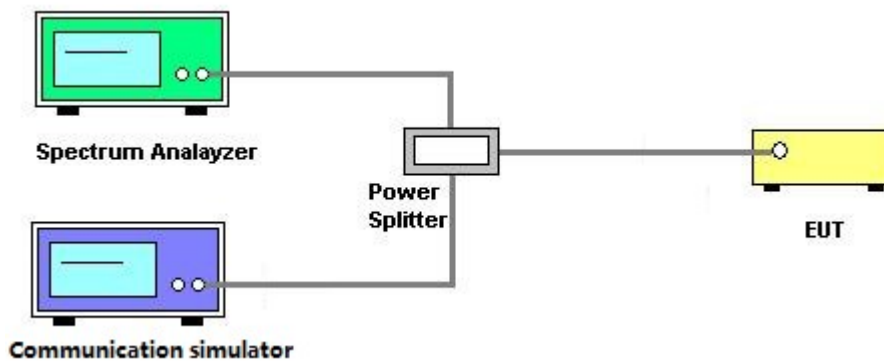 Spectrum Analayzer
Power
Splitter
EUT
Communication simulator